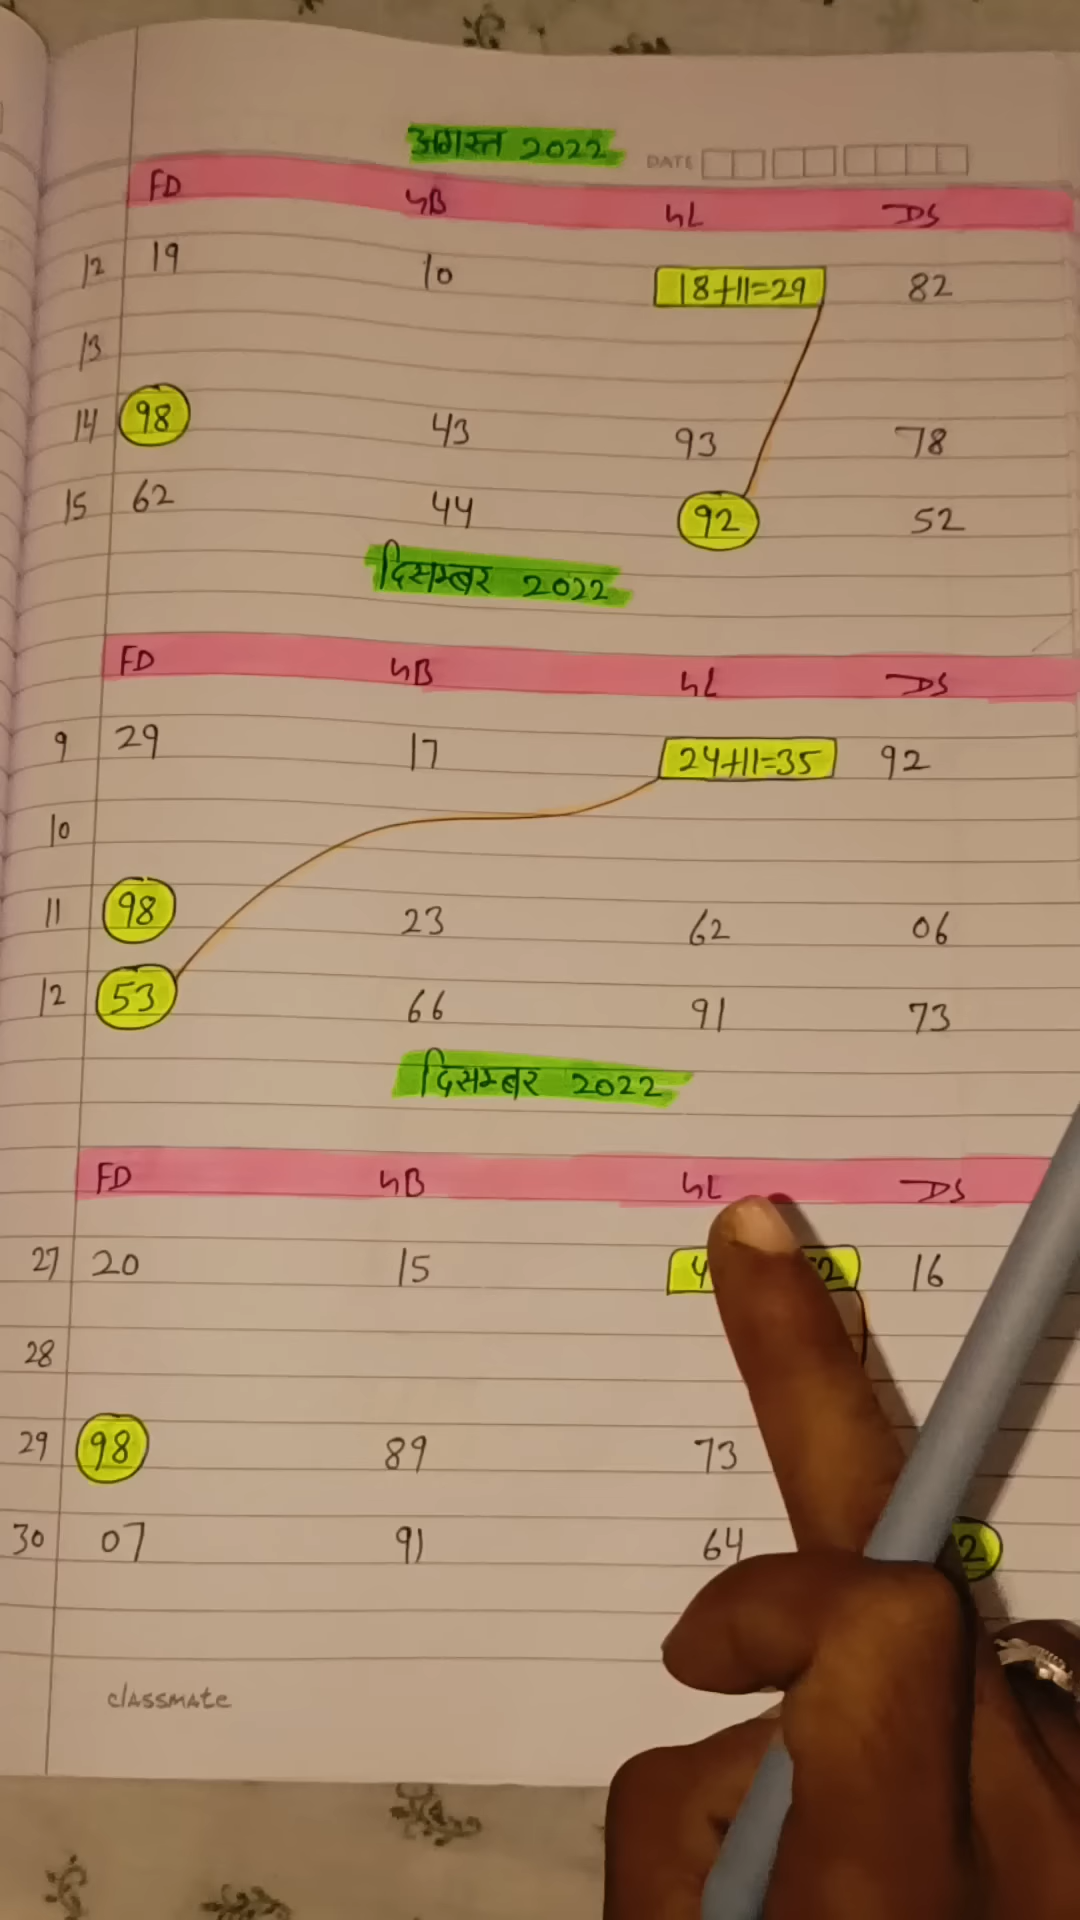 अगस्त 2022
DATE
FD GB GL DS
12 19 10 18+11=29 82
13
14 98 43 93 78
15 62 44 92 52
दिसम्बर 2022
FD GB GL DS
9 29 17 24+11=35 92
10
11 98 23 62 06
12 53 66 91 73
दिसम्बर 2022
FD GB GL DS
27 20 15 16
28
29 98 89 73
30 07 91 64
classmate